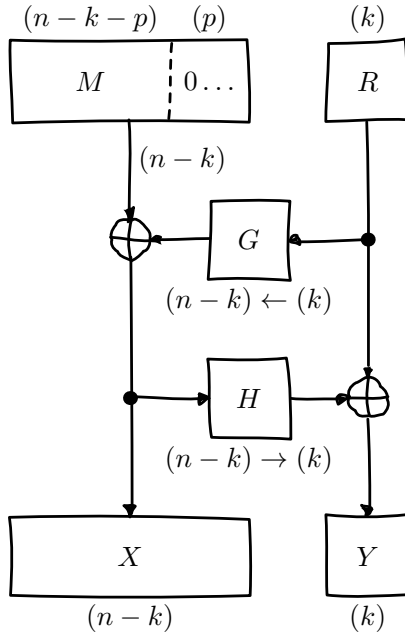 (n − k − p) (p) (k)
M 0 … R
(n − k)
G
(n − k) ← (k)
H
(n − k) → (k)
X Y
(n − k) (k)